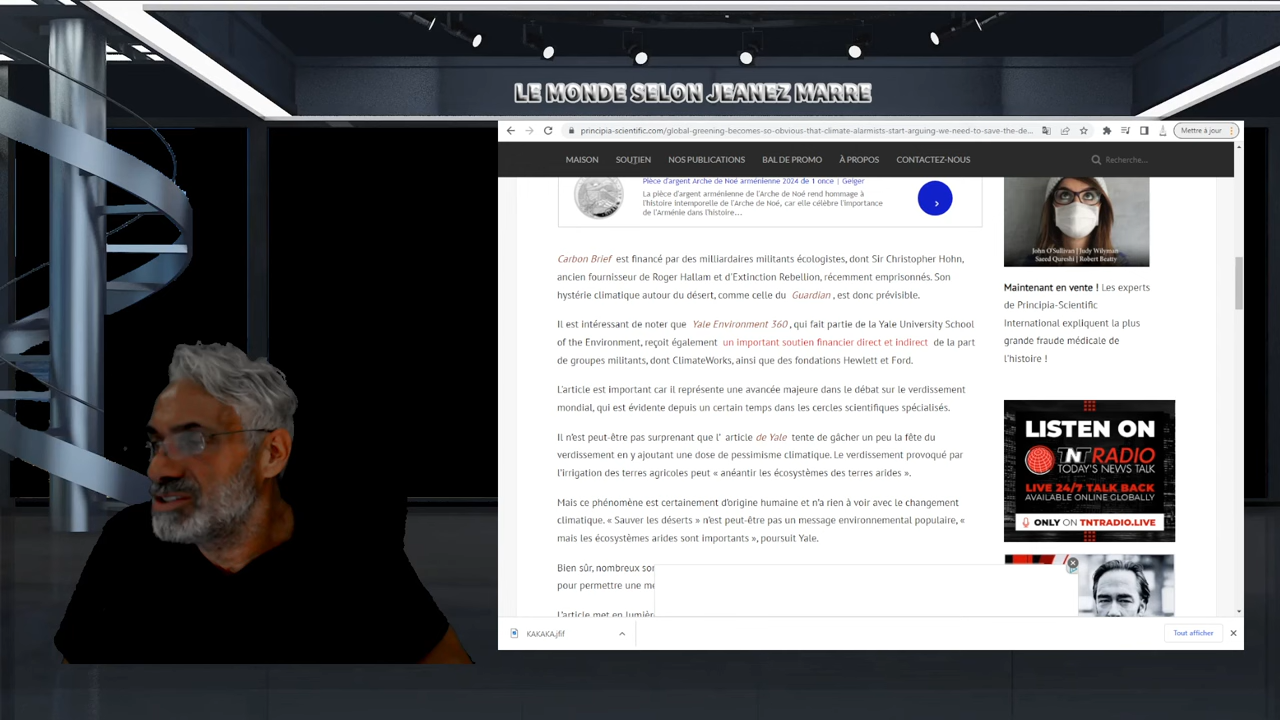 LE MONDE SELON JEANEZ MARRE
principia-scientific.com/global-greening-becomes-so-obvious-that-climate-alarmists-start-arguing-we-need-to-save-the-de...
Mettre à jour
MAISON SOUTIEN NOS PUBLICATIONS BAL DE PROMO À PROPOS CONTACTEZ-NOUS
Recherche...
Pièce d'argent Arche de Noé arménienne 2024 de 1 once | Geiger
La pièce d'argent arménienne de l'Arche de Noé rend hommage à
l'histoire intemporelle de l'Arche de Noé, car elle célèbre l'importance
de l'Arménie dans l'histoire...
Carbon Brief est financé par des milliardaires militants écologistes, dont Sir Christopher Hohn,
ancien fournisseur de Roger Hallam et d'Extinction Rebellion, récemment emprisonnés. Son
hystérie climatique autour du désert, comme celle du Guardian , est donc prévisible.
Il est intéressant de noter que Yale Environment 360 , qui fait partie de la Yale University School
of the Environment, reçoit également un important soutien financier direct et indirect de la part
de groupes militants, dont ClimateWorks, ainsi que des fondations Hewlett et Ford.
L'article est important car il représente une avancée majeure dans le débat sur le verdissement
mondial, qui est évidente depuis un certain temps dans les cercles scientifiques spécialisés.
Il n'est peut-être pas surprenant que l' article de Yale tente de gâcher un peu la fête du
verdissement en y ajoutant une dose de pessimisme climatique. Le verdissement provoqué par
l'irrigation des terres agricoles peut « anéantir les écosystèmes des terres arides ».
Mais ce phénomène est certainement d'origine humaine et n'a rien à voir avec le changement
climatique. « Sauver les déserts » n'est peut-être pas un message environnemental populaire, «
mais les écosystèmes arides sont importants », poursuit Yale.
Bien sûr, nombreux
pour permettre une
L'article met en
John O'Sullivan | Judy Wilyman
Saeed Qureshi | Robert Beatty
Maintenant en vente ! Les experts
de Principia-Scientific
International expliquent la plus
grande fraude médicale de
l'histoire !
LISTEN ON
TNT RADIO
TODAY'S NEWS TALK
LIVE 24/7 TALK BACK
AVAILABLE ONLINE GLOBALLY
ONLY ON TNTRADIO.LIVE
KAKAKA.jfif
Tout afficher